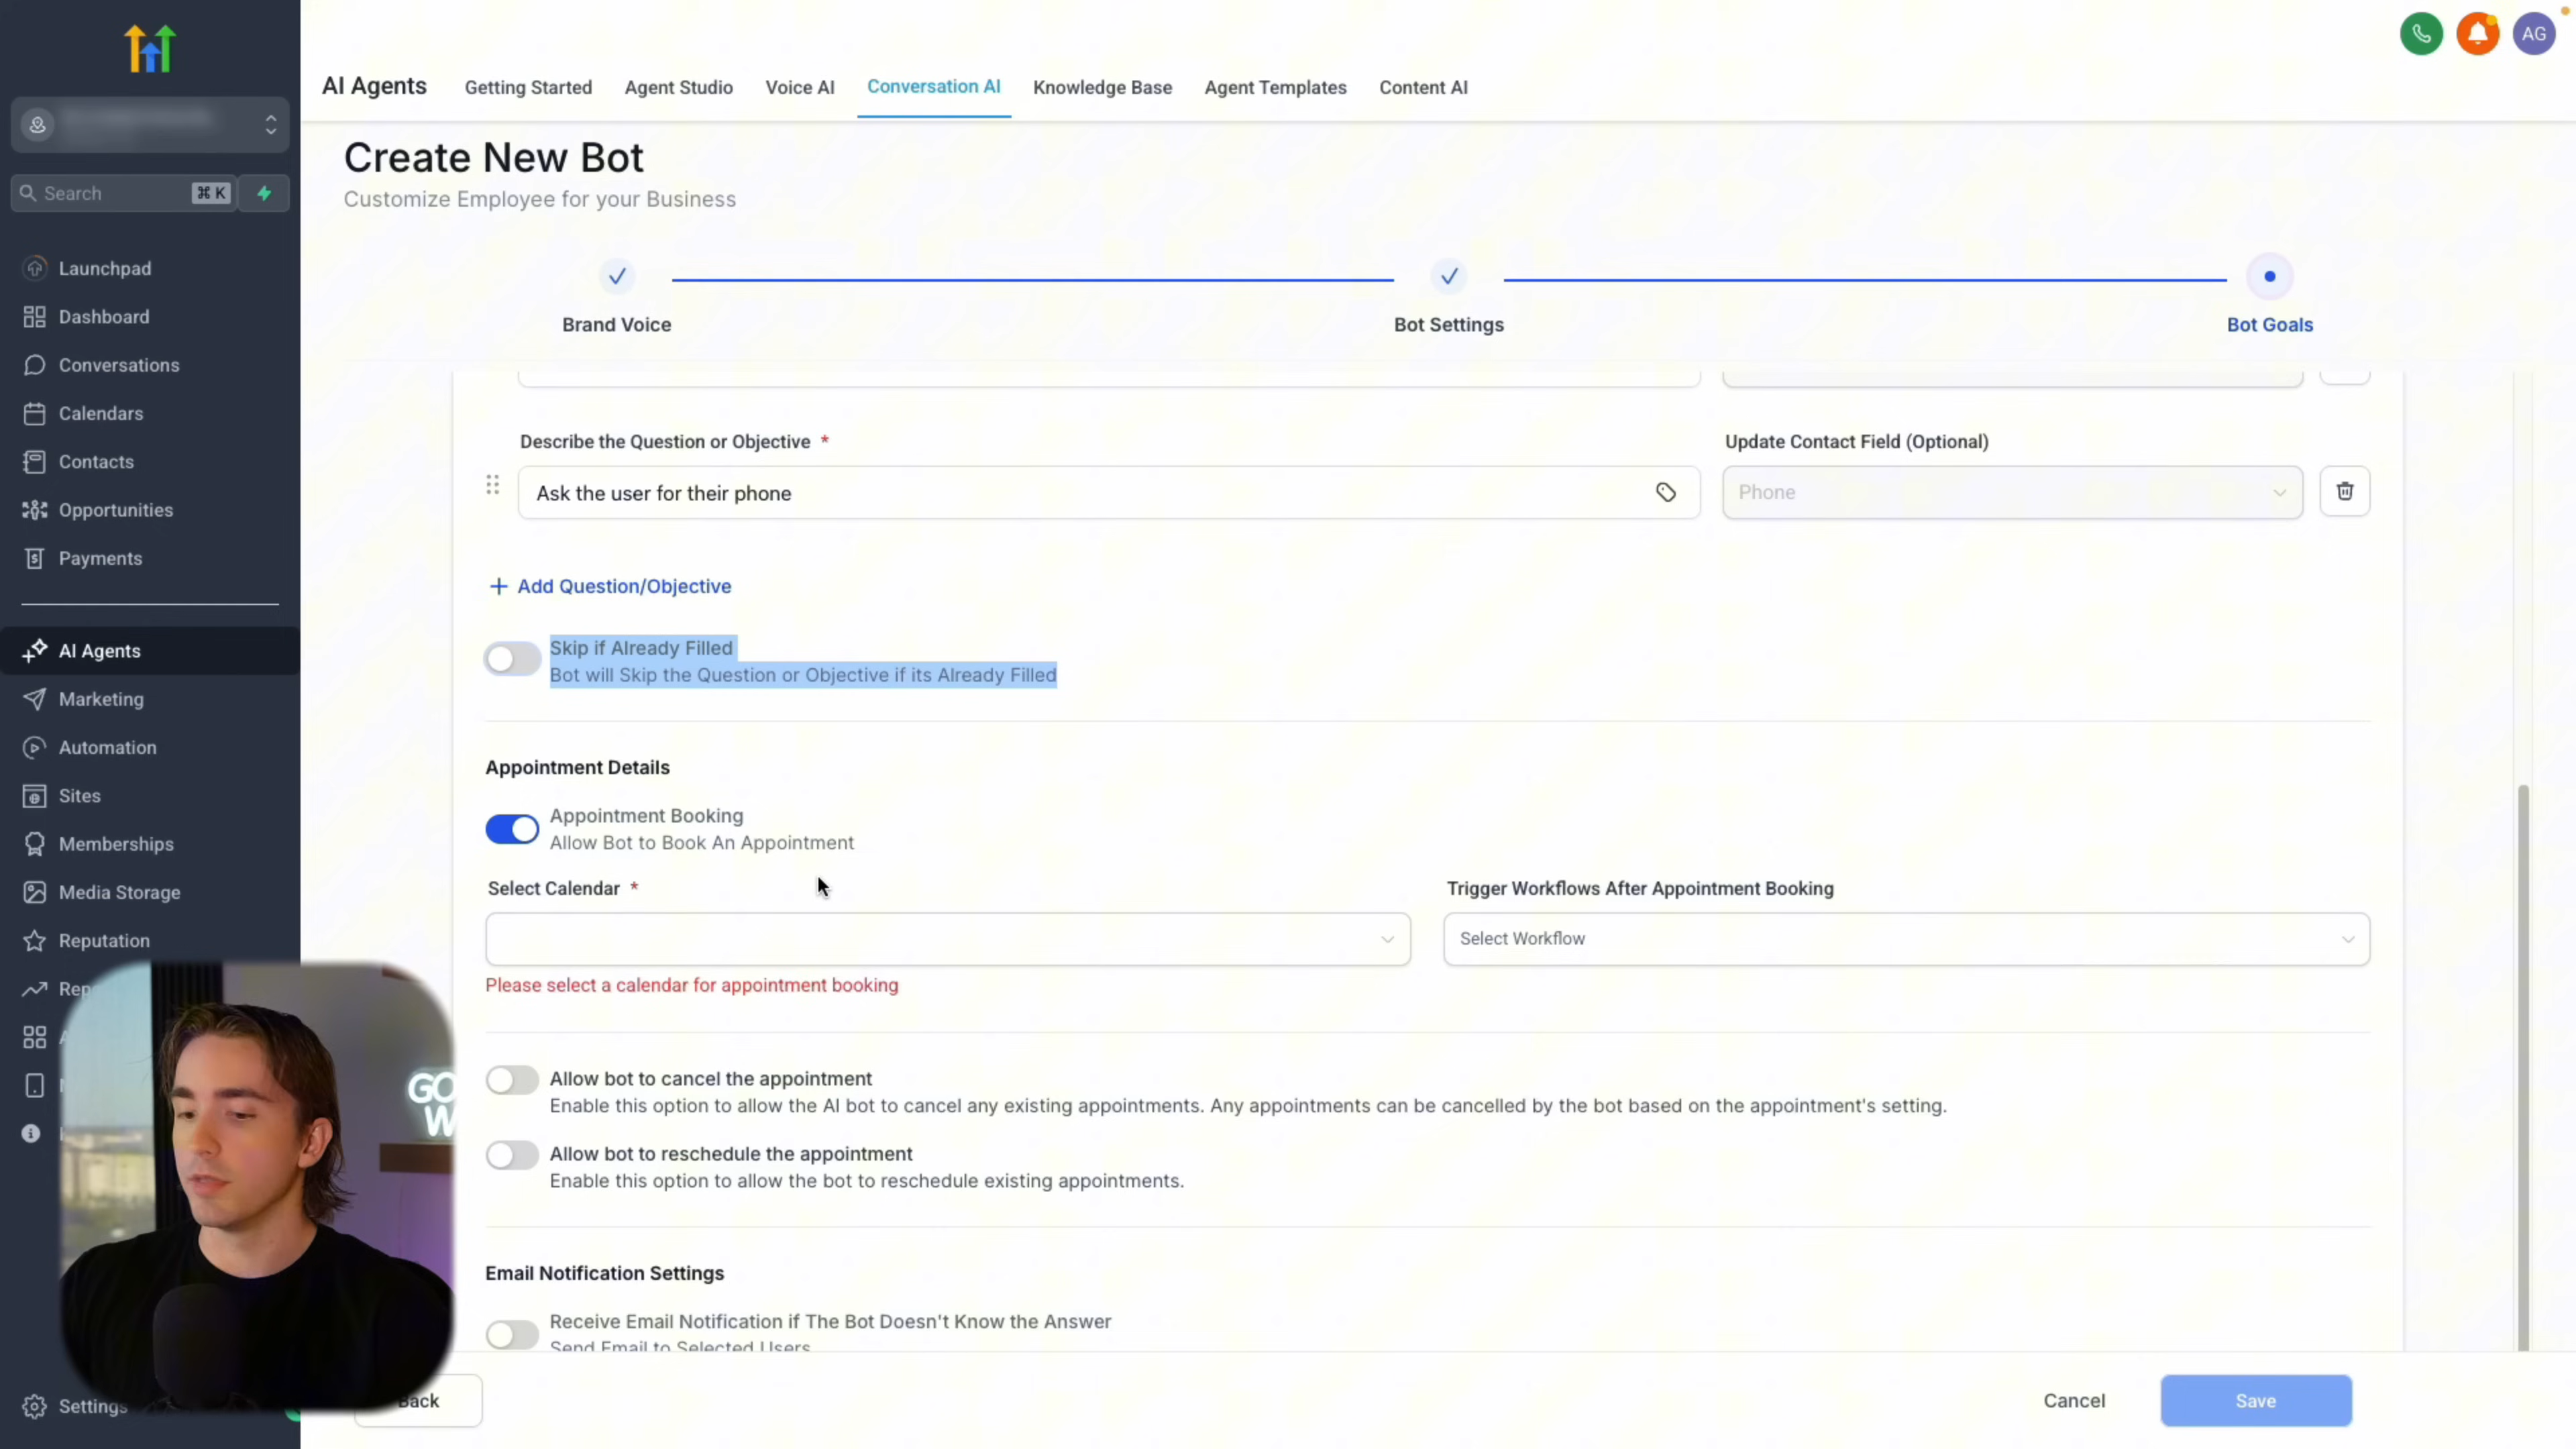 AG
AI Agents
Getting Started
Agent Studio
Voice AI
Conversation AI
Knowledge Base
Agent Templates
Content AI
Search
⌘ K
Launchpad
Dashboard
Conversations
Calendars
Contacts
Opportunities
Payments
AI Agents
Marketing
Automation
Sites
Memberships
Media Storage
Reputation
Settings
Create New Bot
Customize Employee for your Business
Brand Voice
Bot Settings
Bot Goals
Describe the Question or Objective *
Update Contact Field (Optional)
Ask the user for their phone
Phone
+ Add Question/Objective
Skip if Already Filled
Bot will Skip the Question or Objective if its Already Filled
Appointment Details
Appointment Booking
Allow Bot to Book An Appointment
Select Calendar *
Trigger Workflows After Appointment Booking
Select Workflow
Please select a calendar for appointment booking
Allow bot to cancel the appointment
Enable this option to allow the AI bot to cancel any existing appointments. Any appointments can be cancelled by the bot based on the appointment's setting.
Allow bot to reschedule the appointment
Enable this option to allow the bot to reschedule existing appointments.
Email Notification Settings
Receive Email Notification if The Bot Doesn't Know the Answer
Send Email to Selected Users
GO
W
Back
Cancel
Save